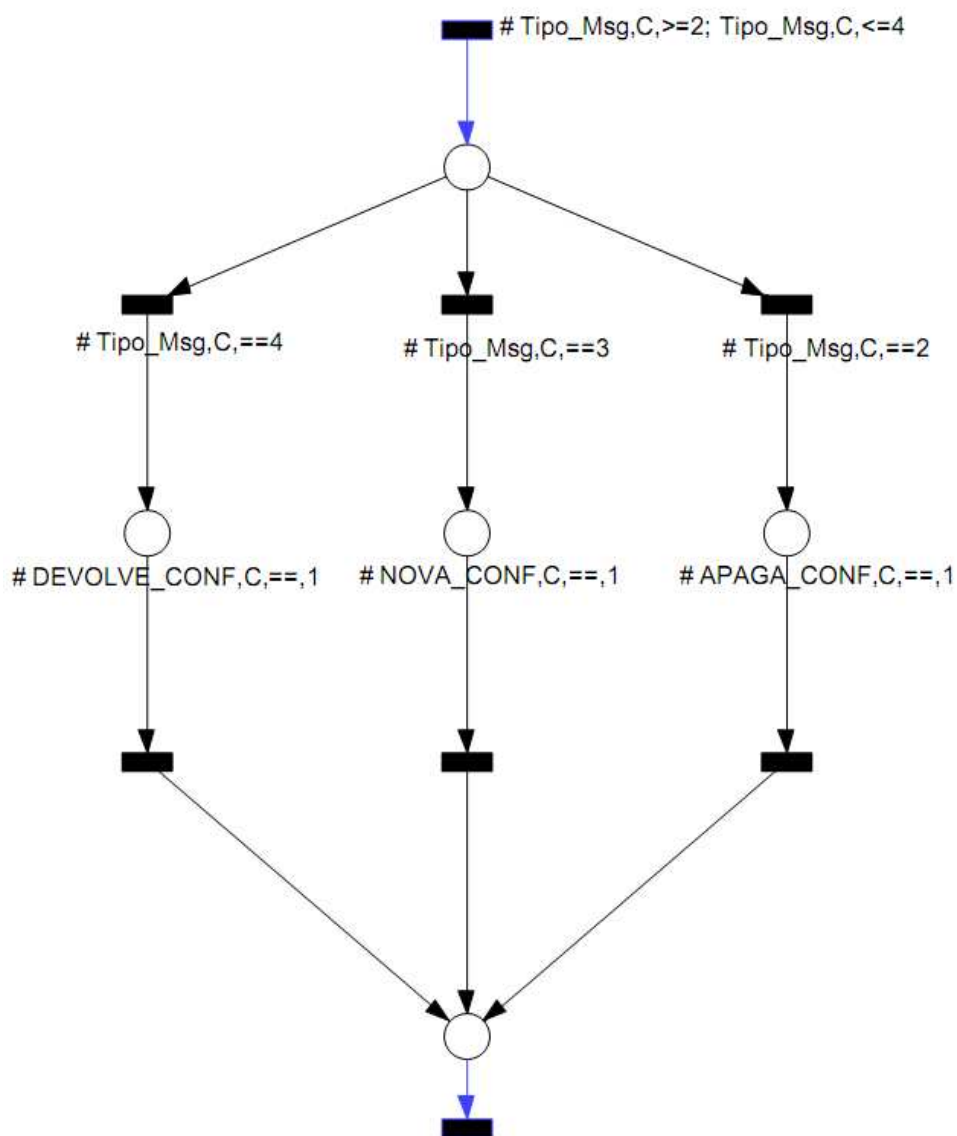 # Tipo_Msg,C,>=2; Tipo_Msg,C,<=4
# Tipo_Msg,C,==4
# Tipo_Msg,C,==3
# Tipo_Msg,C,==2
# DEVOLVE_CONF,C,==,1
# NOVA_CONF,C,==,1
# APAGA_CONF,C,==,1